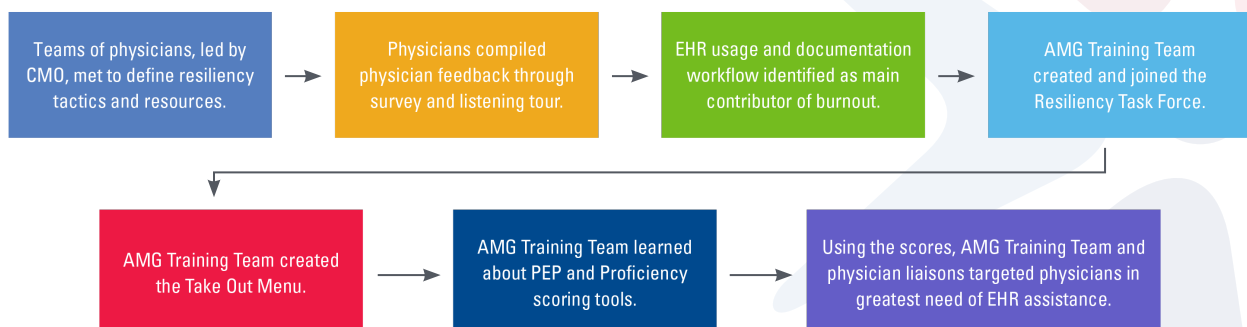 Teams of physicians, led by
CMO, met to define resiliency
tactics and resources.
Physicians compiled
physician feedback through
survey and listening tour.
EHR usage and documentation
workflow identified as main
contributor of burnout.
AMG Training Team
created and joined the
Resiliency Task Force.
AMG Training Team created
the Take Out Menu.
AMG Training Team learned
about PEP and Proficiency
scoring tools.
Using the scores, AMG Training Team and
physician liaisons targeted physicians in
greatest need of EHR assistance.